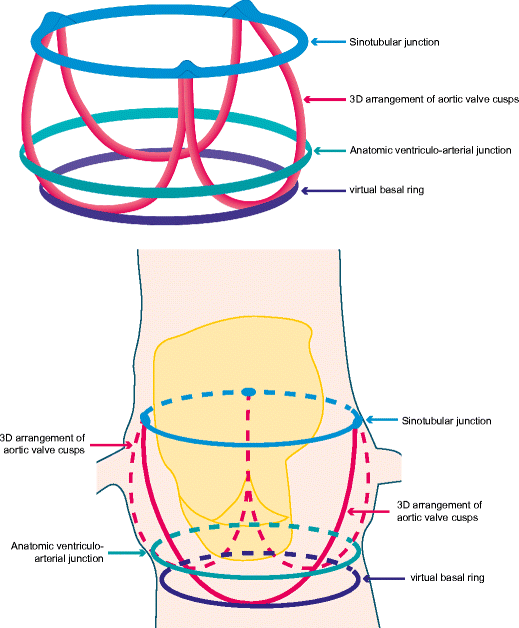 Sinotubular junction
3D arrangement of aortic valve cusps
Anatomic ventriculo-arterial junction
virtual basal ring
Sinotubular junction
3D arrangement of
aortic valve cusps
3D arrangement of
aortic valve cusps
Anatomic ventriculo-
arterial junction
virtual basal ring